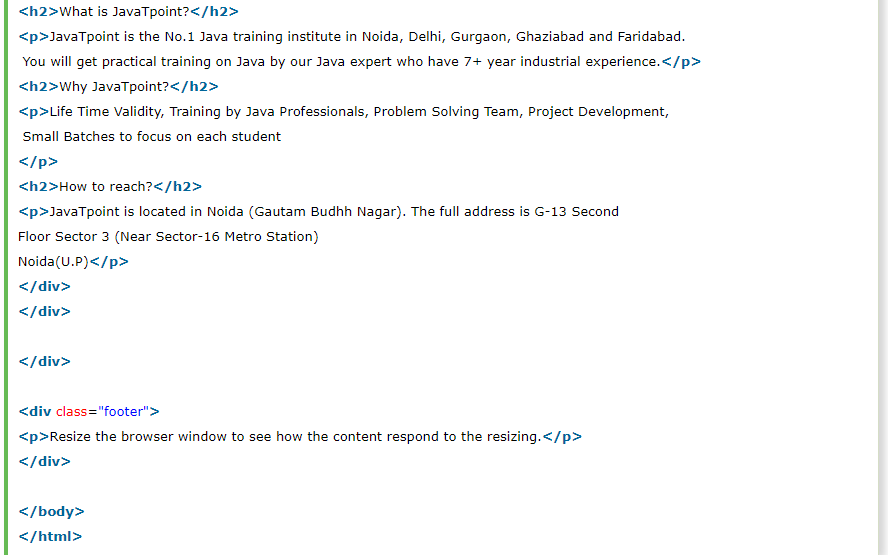 <h2>What is JavaTpoint?</h2>
<p>JavaTpoint is the No.1 Java training institute in Noida, Delhi, Gurgaon, Ghaziabad and Faridabad.
You will get practical training on Java by our Java expert who have 7+ year industrial experience.</p>
<h2>Why JavaTpoint?</h2>
<p>Life Time Validity, Training by Java Professionals, Problem Solving Team, Project Development,
Small Batches to focus on each student
</p>
<h2>How to reach?</h2>
<p>JavaTpoint is located in Noida (Gautam Budhh Nagar). The full address is G-13 Second
Floor Sector 3 (Near Sector-16 Metro Station)
Noida(U.P)</p>
</div>
</div>
</div>
<div class="footer">
<p>Resize the browser window to see how the content respond to the resizing.</p>
</div>
</body>
</html>